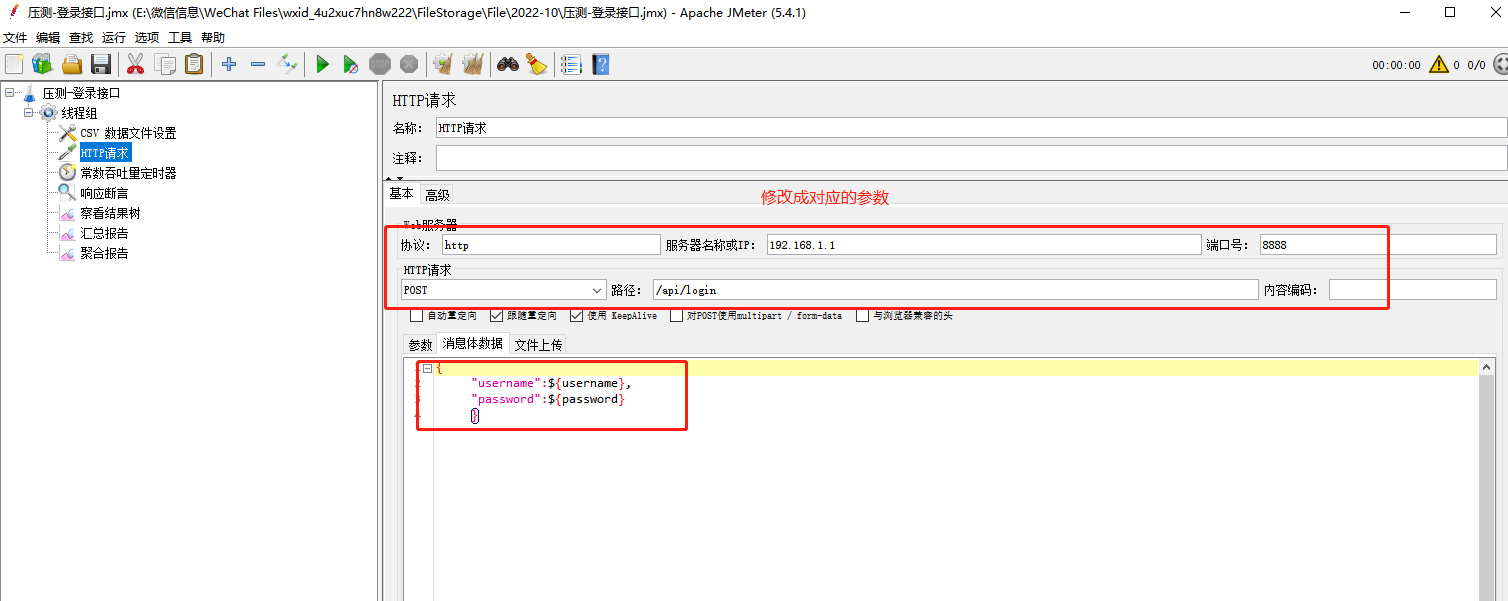 压测-登录接口.jmx (E:\微信信息\WeChat Files\wxid_4u2xuc7hn8w222\FileStorage\File\2022-10\压测-登录接口.jmx) - Apache JMeter (5.4.1)
文件 编辑 查找 运行 选项 工具 帮助
STOP 00:00:00 0 0/0
压测-登录接口
线程组
CSV 数据文件设置
HTTP请求
常数吞吐量定时器
响应断言
察看结果树
汇总报告
聚合报告
HTTP请求
名称: HTTP请求
注释:
基本 高级
修改成对应的参数
Web服务器
协议: http 服务器名称或IP: 192.168.1.1 端口号: 8888
HTTP请求
POST 路径: /api/login 内容编码:
自动重定向 跟随重定向 使用 KeepAlive 对POST使用multipart / form-data 与浏览器兼容的头
参数 消息体数据 文件上传
1 {
2 "username":${username},
3 "password":${password}
4 }